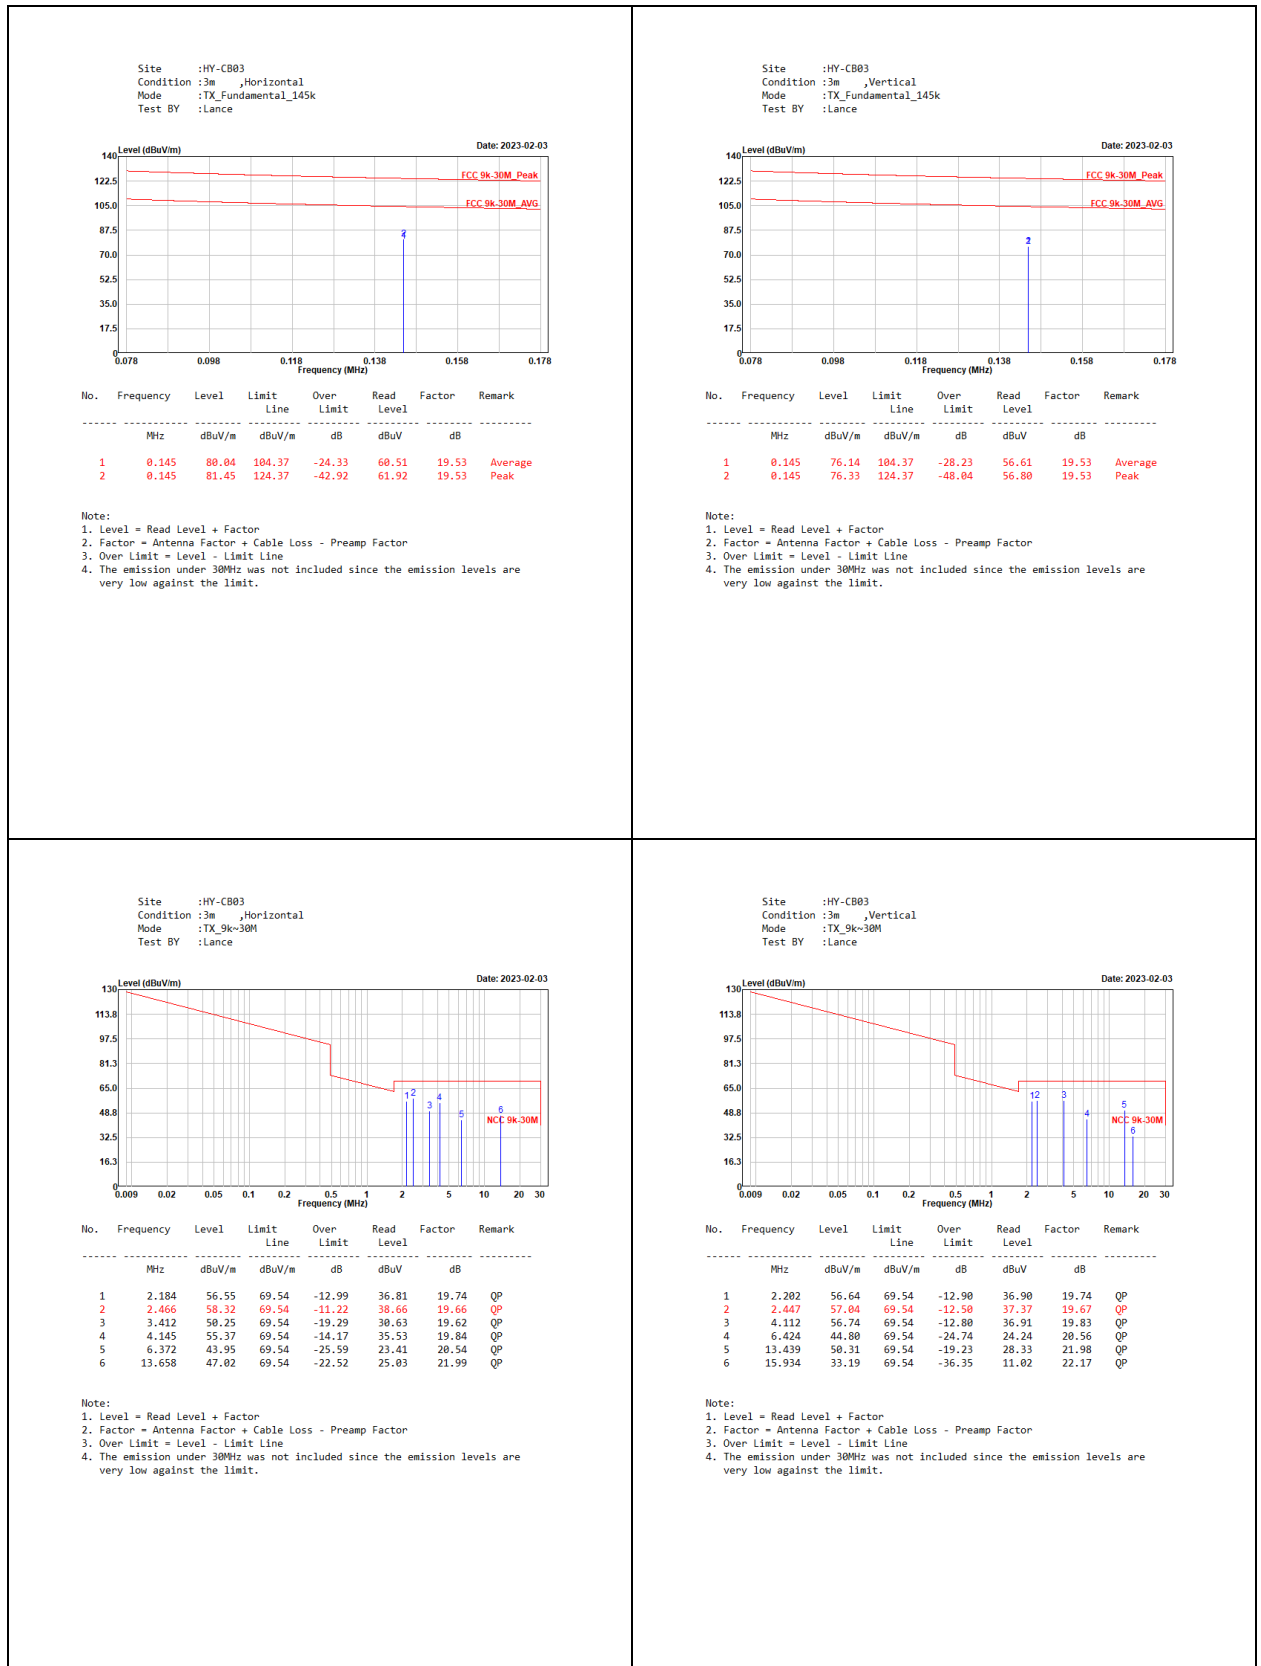 Site :HY-CB03
Condition :3m ,Horizontal
Mode :TX_Fundamental_145k
Test BY :Lance
Level (dBuV/m) Date: 2023-02-03
140
122.5
105.0
87.5
70.0
52.5
35.0
17.5
0
FCC 9k-30M_Peak
FCC 9k-30M_AVG
2
0.078 0.098 0.118 0.138 0.158 0.178
Frequency (MHz)
No. Frequency Level Limit Over Read Factor Remark
Line Limit Level
------ ----------- -------- -------- -------- -------- -------- ---------
MHz dBuV/m dBuV/m dB dBuV dB
1 0.145 80.04 104.37 -24.33 60.51 19.53 Average
2 0.145 81.45 124.37 -42.92 61.92 19.53 Peak
Note:
1. Level = Read Level + Factor
2. Factor = Antenna Factor + Cable Loss - Preamp Factor
3. Over Limit = Level - Limit Line
4. The emission under 30MHz was not included since the emission levels are
very low against the limit.
Site :HY-CB03
Condition :3m ,Vertical
Mode :TX_Fundamental_145k
Test BY :Lance
Level (dBuV/m) Date: 2023-02-03
140
122.5
105.0
87.5
70.0
52.5
35.0
17.5
0
FCC 9k-30M_Peak
FCC 9k-30M_AVG
2
0.078 0.098 0.118 0.138 0.158 0.178
Frequency (MHz)
No. Frequency Level Limit Over Read Factor Remark
Line Limit Level
------ ----------- -------- -------- -------- -------- -------- ---------
MHz dBuV/m dBuV/m dB dBuV dB
1 0.145 76.14 104.37 -28.23 56.61 19.53 Average
2 0.145 76.33 124.37 -48.04 56.80 19.53 Peak
Note:
1. Level = Read Level + Factor
2. Factor = Antenna Factor + Cable Loss - Preamp Factor
3. Over Limit = Level - Limit Line
4. The emission under 30MHz was not included since the emission levels are
very low against the limit.
Site :HY-CB03
Condition :3m ,Horizontal
Mode :TX_9k~30M
Test BY :Lance
Level (dBuV/m) Date: 2023-02-03
130
113.8
97.5
81.3
65.0
48.8
32.5
16.3
0
1 2 3 4 5 6
NCC 9k-30M
0.009 0.02 0.05 0.1 0.2 0.5 1 2 5 10 20 30
Frequency (MHz)
No. Frequency Level Limit Over Read Factor Remark
Line Limit Level
------ ----------- -------- -------- -------- -------- -------- ---------
MHz dBuV/m dBuV/m dB dBuV dB
1 2.184 56.55 69.54 -12.99 36.81 19.74 QP
2 2.466 58.32 69.54 -11.22 38.66 19.66 QP
3 3.412 50.25 69.54 -19.29 30.63 19.62 QP
4 4.145 55.37 69.54 -14.17 35.53 19.84 QP
5 6.372 43.95 69.54 -25.59 23.41 20.54 QP
6 13.658 47.02 69.54 -22.52 25.03 21.99 QP
Note:
1. Level = Read Level + Factor
2. Factor = Antenna Factor + Cable Loss - Preamp Factor
3. Over Limit = Level - Limit Line
4. The emission under 30MHz was not included since the emission levels are
very low against the limit.
Site :HY-CB03
Condition :3m ,Vertical
Mode :TX_9k~30M
Test BY :Lance
Level (dBuV/m) Date: 2023-02-03
130
113.8
97.5
81.3
65.0
48.8
32.5
16.3
0
1 2 3 4 5 6
NCC 9k-30M
0.009 0.02 0.05 0.1 0.2 0.5 1 2 5 10 20 30
Frequency (MHz)
No. Frequency Level Limit Over Read Factor Remark
Line Limit Level
------ ----------- -------- -------- -------- -------- -------- ---------
MHz dBuV/m dBuV/m dB dBuV dB
1 2.202 56.64 69.54 -12.90 36.90 19.74 QP
2 2.447 57.04 69.54 -12.50 37.37 19.67 QP
3 4.112 56.74 69.54 -12.80 36.91 19.83 QP
4 6.424 44.80 69.54 -24.74 24.24 20.56 QP
5 13.439 50.31 69.54 -19.23 28.33 21.98 QP
6 15.934 33.19 69.54 -36.35 11.02 22.17 QP
Note:
1. Level = Read Level + Factor
2. Factor = Antenna Factor + Cable Loss - Preamp Factor
3. Over Limit = Level - Limit Line
4. The emission under 30MHz was not included since the emission levels are
very low against the limit.